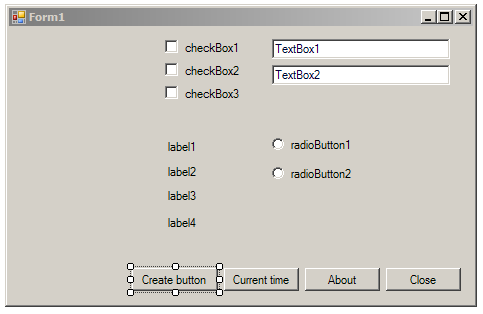 Form1
checkBox1
TextBox1
checkBox2
TextBox2
checkBox3
label1
radioButton1
label2
radioButton2
label3
label4
Create button
Current time
About
Close